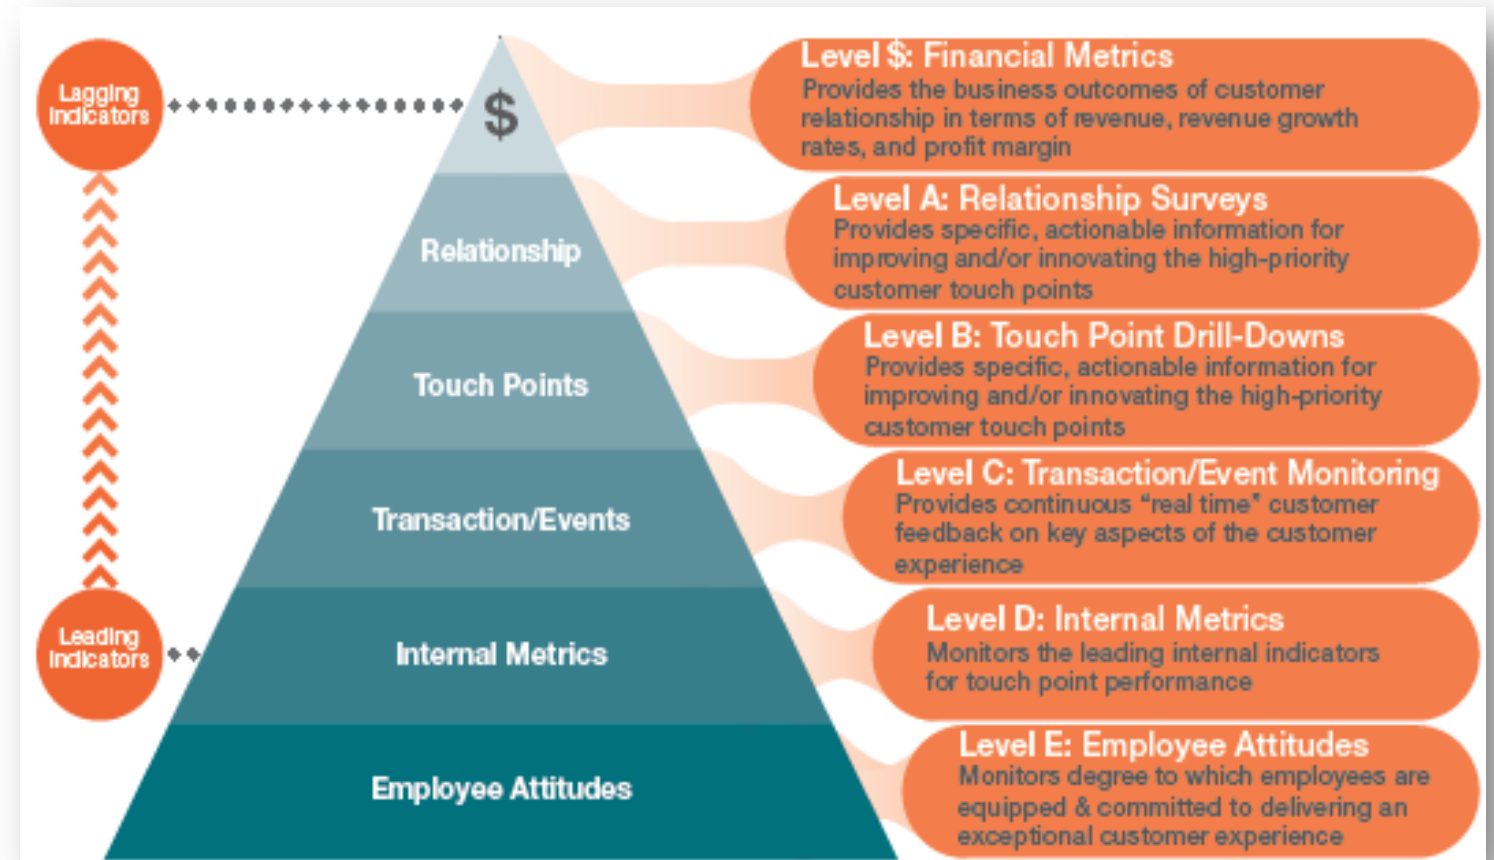 Lagging
Indicators
$
Level $: Financial Metrics
Provides the business outcomes of customer
relationship in terms of revenue, revenue growth
rates, and profit margin
Relationship
Level A: Relationship Surveys
Provides specific, actionable information for
improving and/or innovating the high-priority
customer touch points
Touch Points
Level B: Touch Point Drill-Downs
Provides specific, actionable information for
improving and/or innovating the high-priority
customer touch points
Transaction/Events
Level C: Transaction/Event Monitoring
Provides continuous “real time” customer
feedback on key aspects of the customer
experience
Leading
Indicators
Internal Metrics
Level D: Internal Metrics
Monitors the leading internal indicators
for touch point performance
Employee Attitudes
Level E: Employee Attitudes
Monitors degree to which employees are
equipped & committed to delivering an
exceptional customer experience